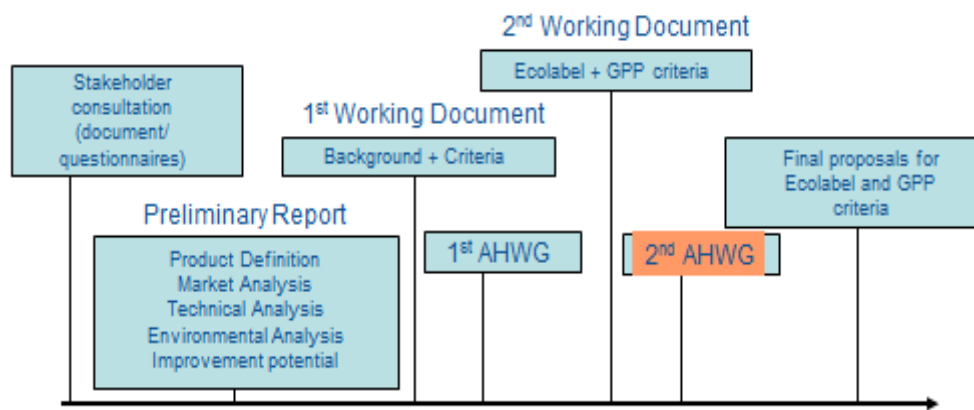 2nd Working Document
Ecolabel + GPP criteria
Stakeholder
consultation
(document/
questionnaires)
1st Working Document
Background + Criteria
Final proposals for
Ecolabel and GPP
criteria
Preliminary Report
Product Definition
Market Analysis
Technical Analysis
Environmental Analysis
Improvement potential
1st AHWG
2nd AHWG